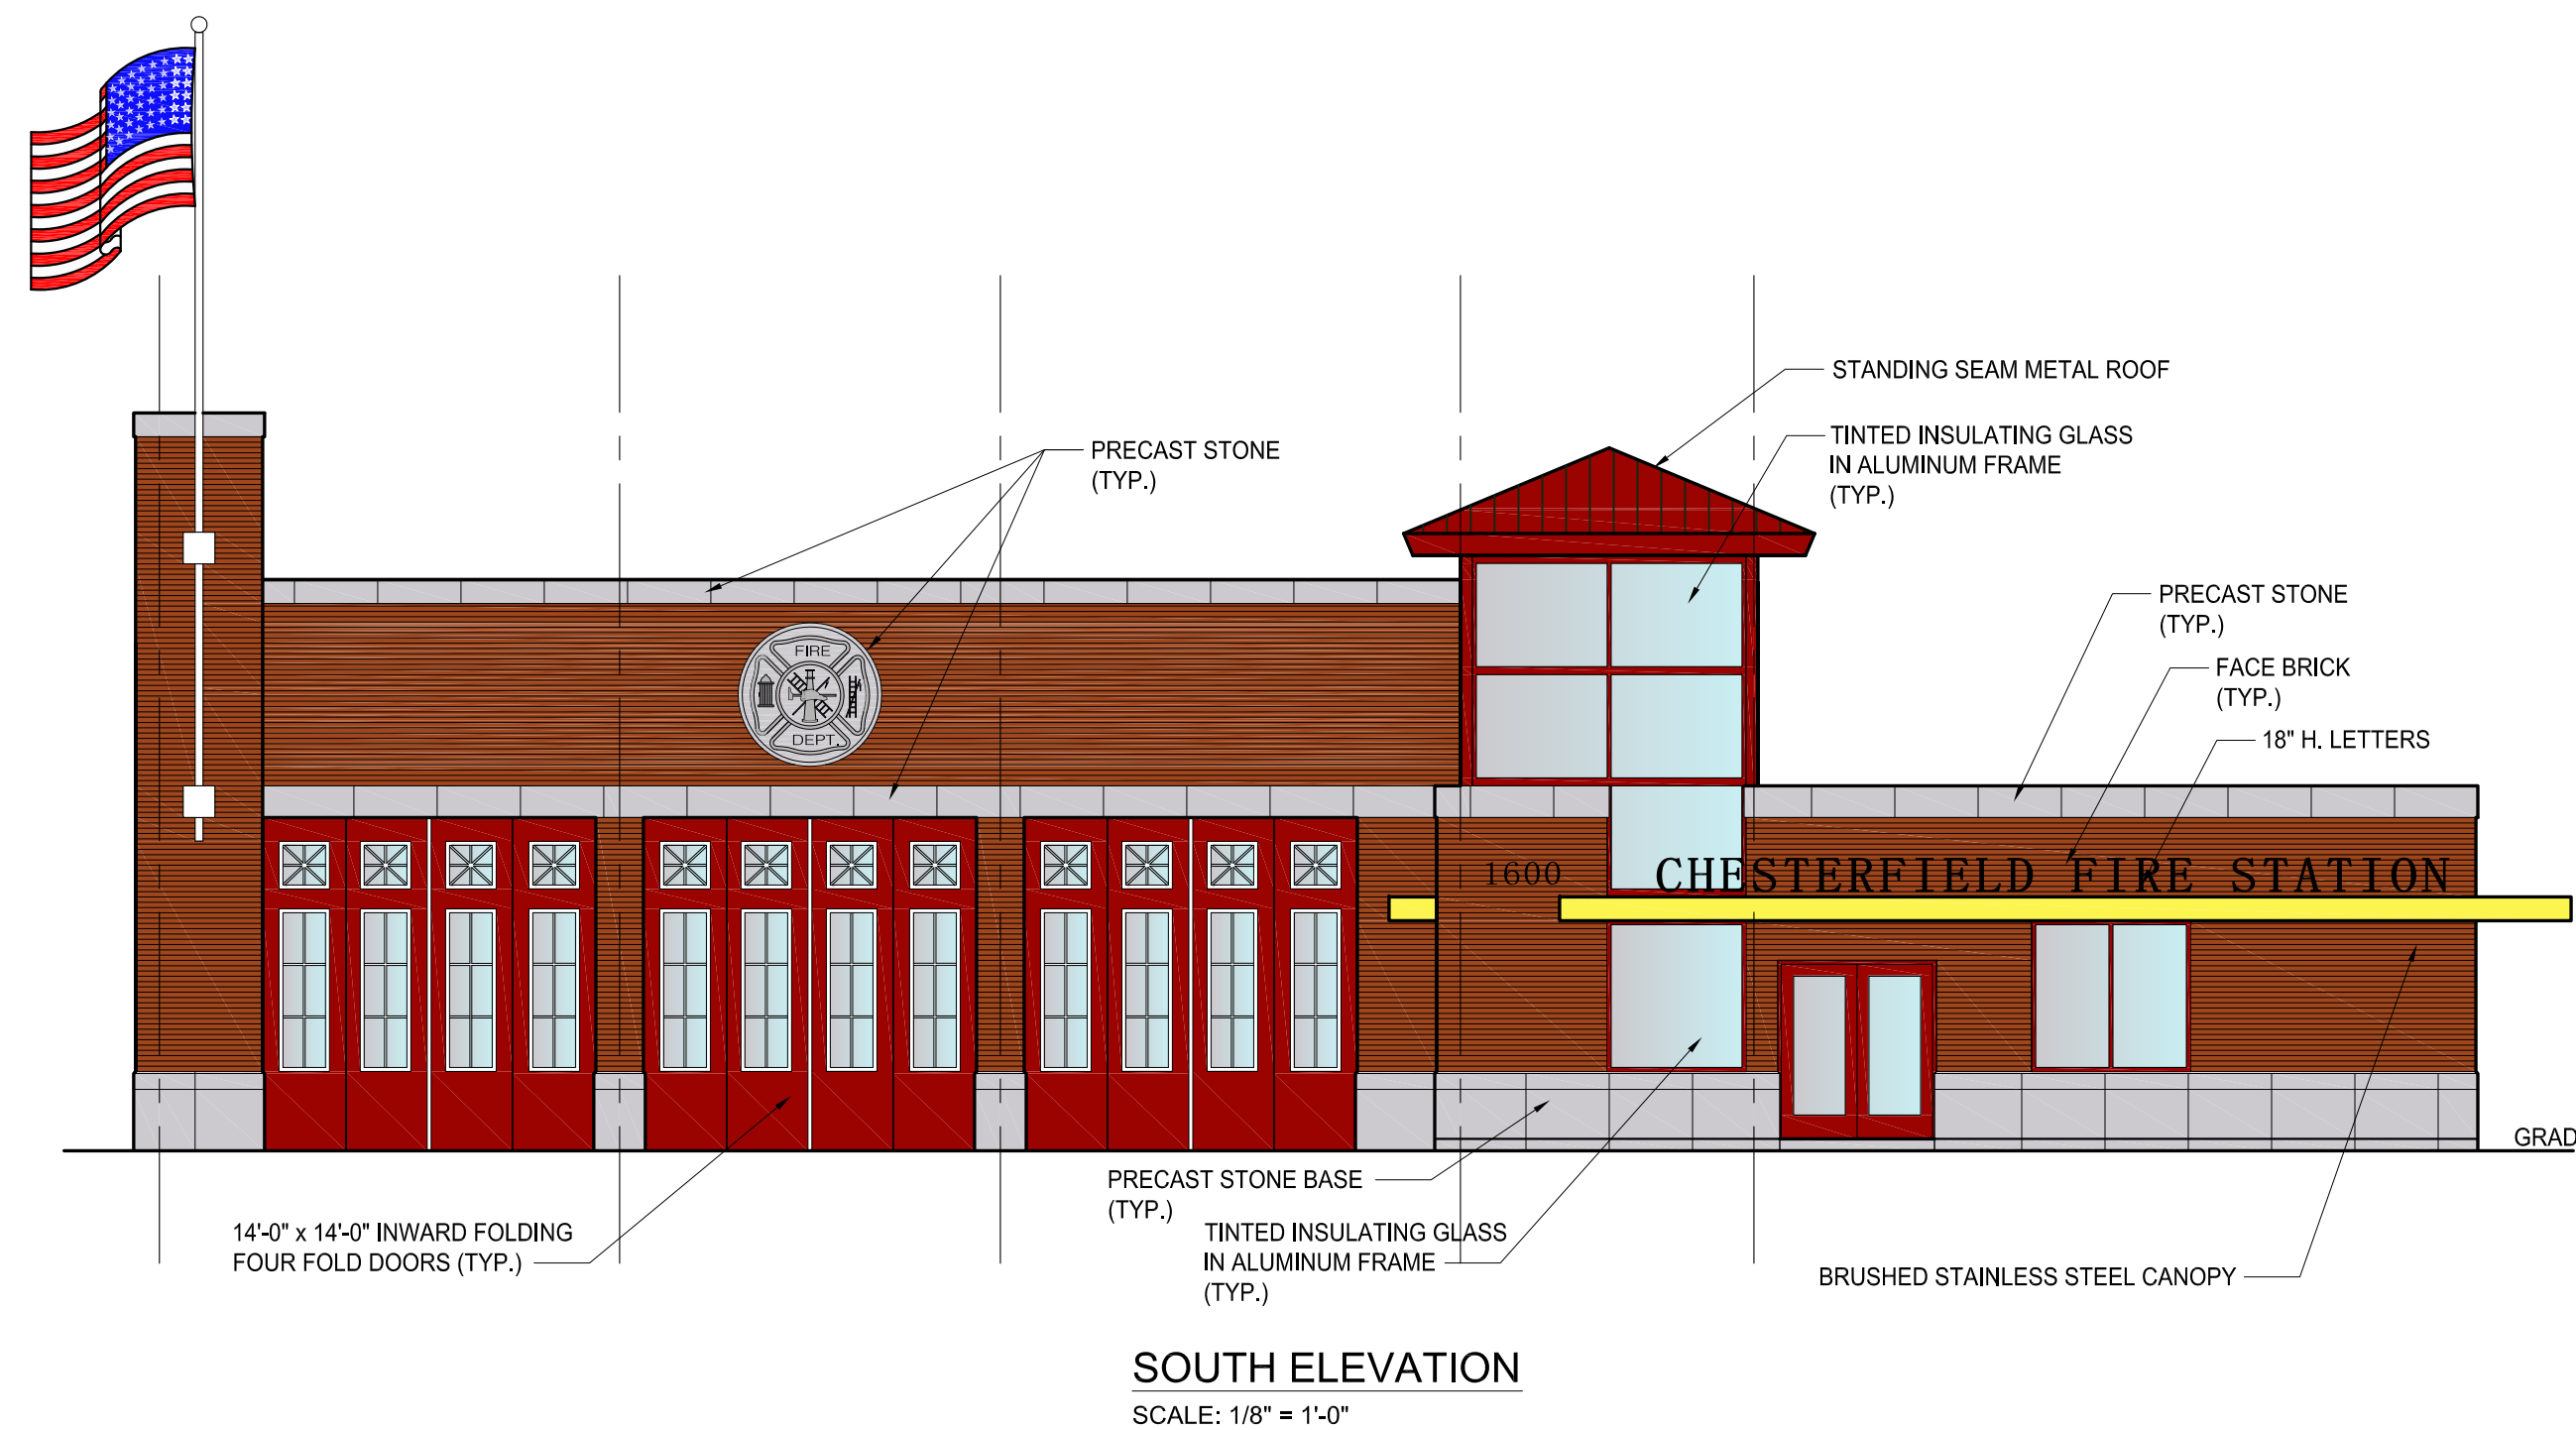 STANDING SEAM METAL ROOF
TINTED INSULATING GLASS
IN ALUMINUM FRAME
(TYP.)
PRECAST STONE
(TYP.)
PRECAST STONE
(TYP.)
FACE BRICK
(TYP.)
18" H. LETTERS
FIRE
DEPT.
1600
CHESTERFIELD FIRE STATION
GRAD
PRECAST STONE BASE
(TYP.)
14'-0" x 14'-0" INWARD FOLDING
FOUR FOLD DOORS (TYP.)
TINTED INSULATING GLASS
IN ALUMINUM FRAME
(TYP.)
BRUSHED STAINLESS STEEL CANOPY
SOUTH ELEVATION
SCALE: 1/8" = 1'-0"